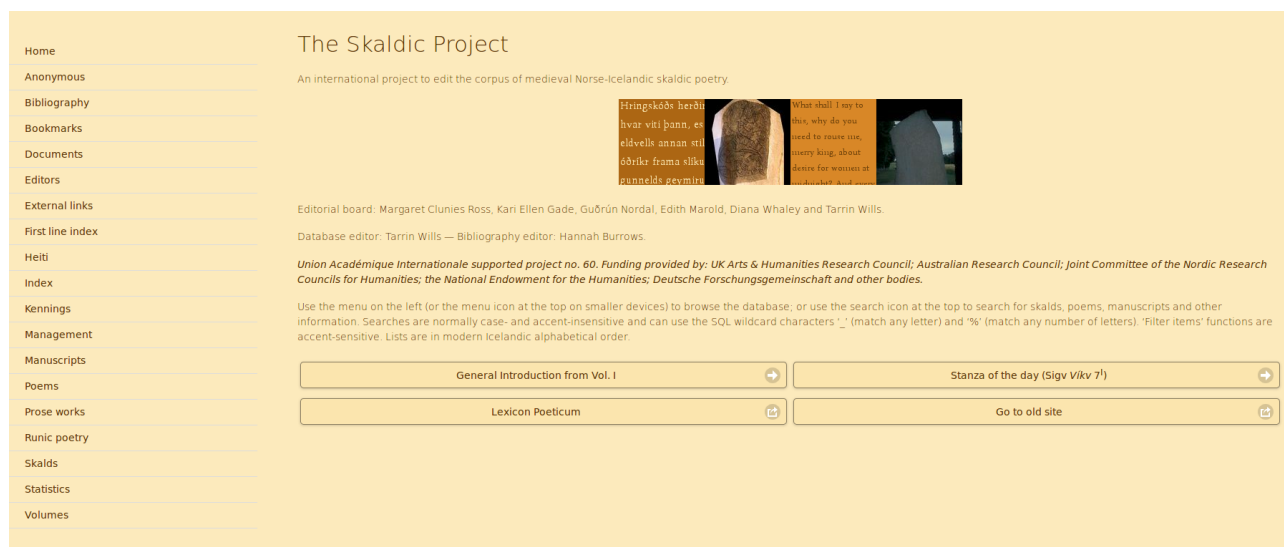 Home
Anonymous
Bibliography
Bookmarks
Documents
Editors
External links
First line index
Heiti
Index
Kennings
Management
Manuscripts
Poems
Prose works
Runic poetry
Skalds
Statistics
Volumes
The Skaldic Project
An international project to edit the corpus of medieval Norse-Icelandic skaldic poetry.
Hringskóðs herðir
hvar viti þann, es
eldvells annan stil
óðríkr frama slíku
gunnelds geymiru
What shall I say to
this, why do you
need to rouse me,
merry king, about
desire for women at
midnight? And every
Editorial board: Margaret Clunies Ross, Kari Ellen Gade, Guðrún Nordal, Edith Marold, Diana Whaley and Tarrin Wills.
Database editor: Tarrin Wills — Bibliography editor: Hannah Burrows.
Union Académique Internationale supported project no. 60. Funding provided by: UK Arts & Humanities Research Council; Australian Research Council; Joint Committee of the Nordic Research
Councils for Humanities; the National Endowment for the Humanities; Deutsche Forschungsgemeinschaft and other bodies.
Use the menu on the left (or the menu icon at the top on smaller devices) to browse the database; or use the search icon at the top to search for skalds, poems, manuscripts and other
information. Searches are normally case- and accent-insensitive and can use the SQL wildcard characters '_' (match any letter) and '%' (match any number of letters). 'Filter items' functions are
accent-sensitive. Lists are in modern Icelandic alphabetical order.
General Introduction from Vol. I
Stanza of the day (Sigv Víkv 7ᴵ)
Lexicon Poeticum
Go to old site